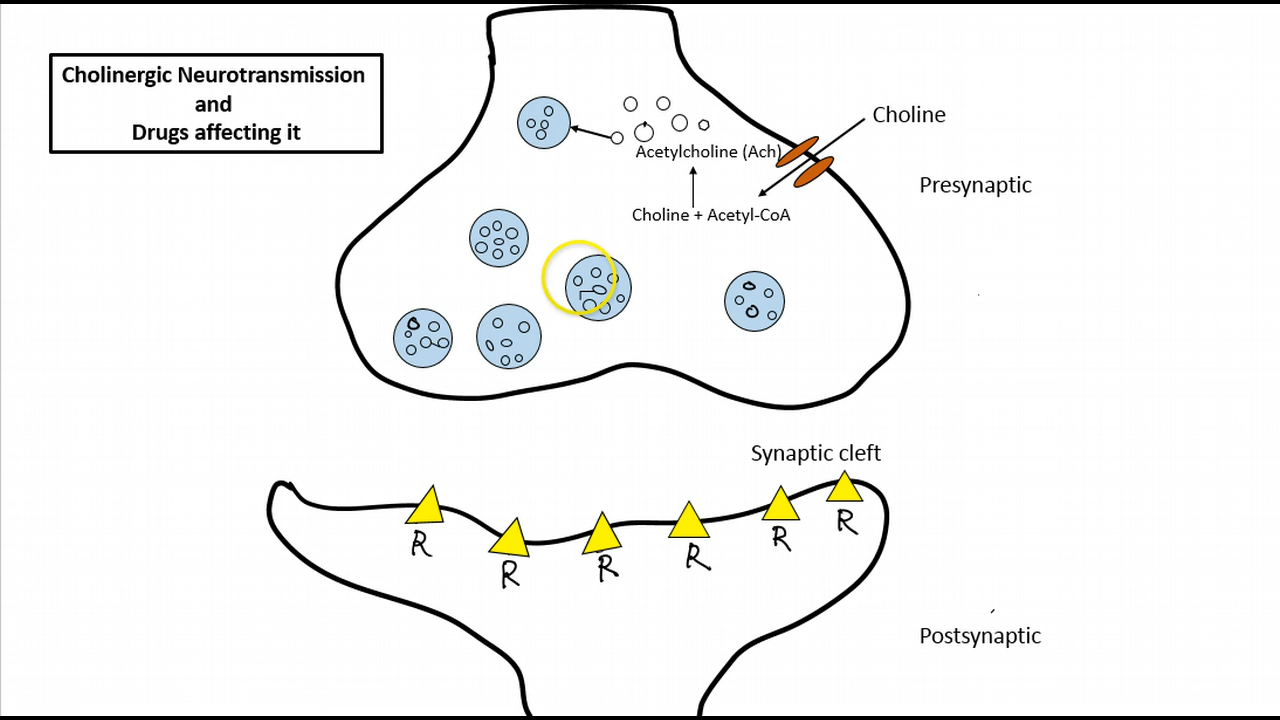 Cholinergic Neurotransmission
and
Drugs affecting it
Choline
Acetylcholine (Ach)
Presynaptic
Choline + Acetyl-CoA
Synaptic cleft
R
R
R
R
R
R
Postsynaptic